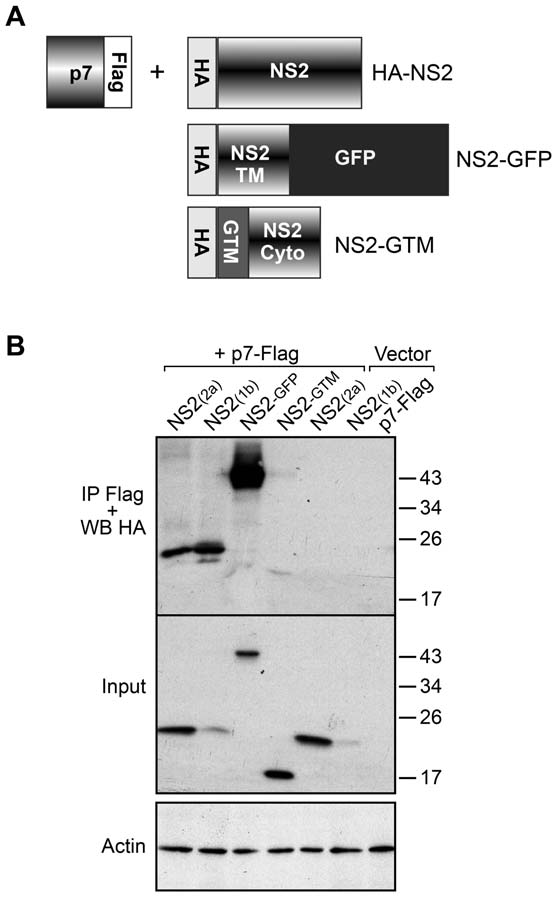 A
p7 Flag + HA NS2 HA-NS2
HA NS2 TM GFP NS2-GFP
HA GTM NS2 Cyto NS2-GTM
B
+ p7-Flag Vector
NS2(2a) NS2(1b) NS2-GFP NS2-GTM NS2(2a) NS2(1b) p7-Flag
IP Flag
+
WB HA
43
34
26
17
Input
43
34
26
17
Actin